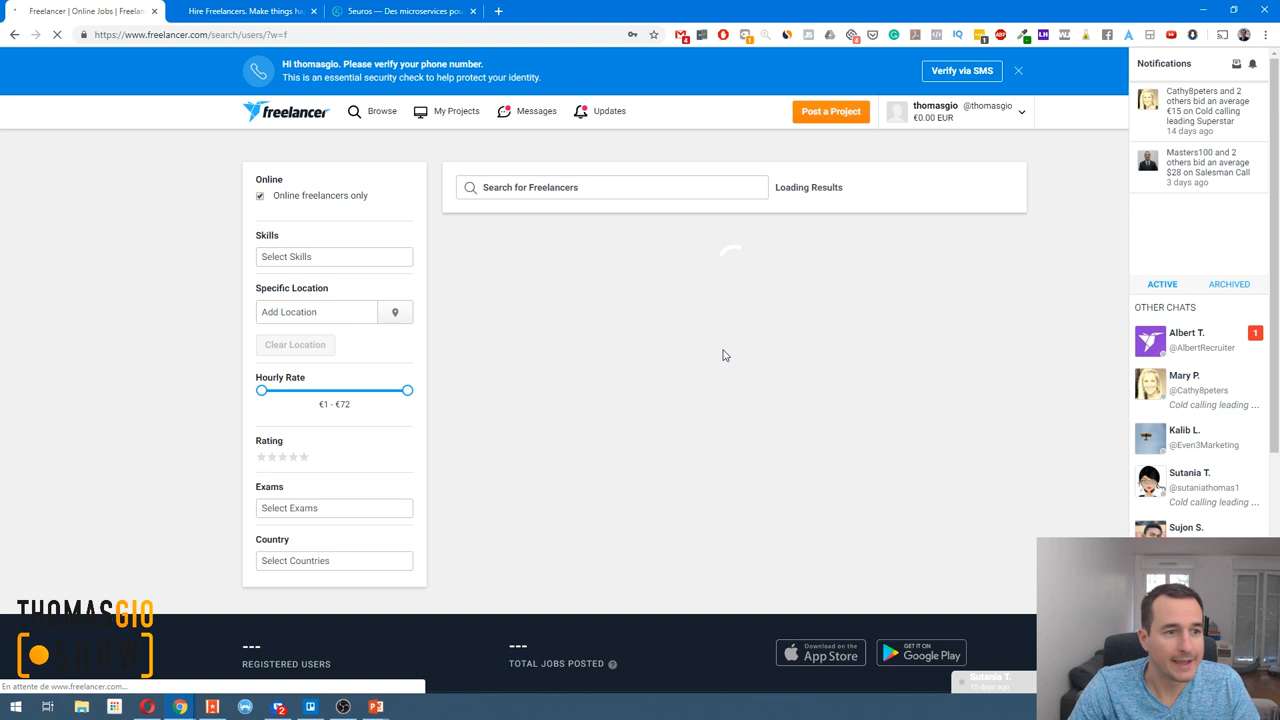 Freelancer | Online Jobs | Freela
Hire Freelancers. Make things ha
5euros — Des microservices pou
https://www.freelancer.com/search/users/?w=f
Hi thomasgio. Please verify your phone number.
This is an essential security check to help protect your identity.
Verify via SMS
freelancer
Browse
My Projects
Messages
Updates
Post a Project
thomasgio @thomasgio
€0.00 EUR
Notifications
Cathy8peters and 2
others bid an average
€15 on Cold calling
leading Superstar
14 days ago
Masters100 and 2
others bid an average
$28 on Salesman Call
3 days ago
Online
Online freelancers only
Skills
Select Skills
Specific Location
Add Location
Clear Location
Hourly Rate
€1 - €72
Rating
Exams
Select Exams
Country
Select Countries
Search for Freelancers
Loading Results
ACTIVE
ARCHIVED
OTHER CHATS
Albert T.
1
@AlbertRecruiter
Mary P.
@Cathy8peters
Cold calling leading ...
Kalib L.
@Even3Marketing
Sutania T.
@sutaniathomas1
Cold calling leading ...
Sujon S.
THOMASGIO
SHOW
---
REGISTERED USERS
---
TOTAL JOBS POSTED
Download on the
App Store
GET IT ON
Google Play
Sutania T.
15 days ago
En attente de www.freelancer.com...